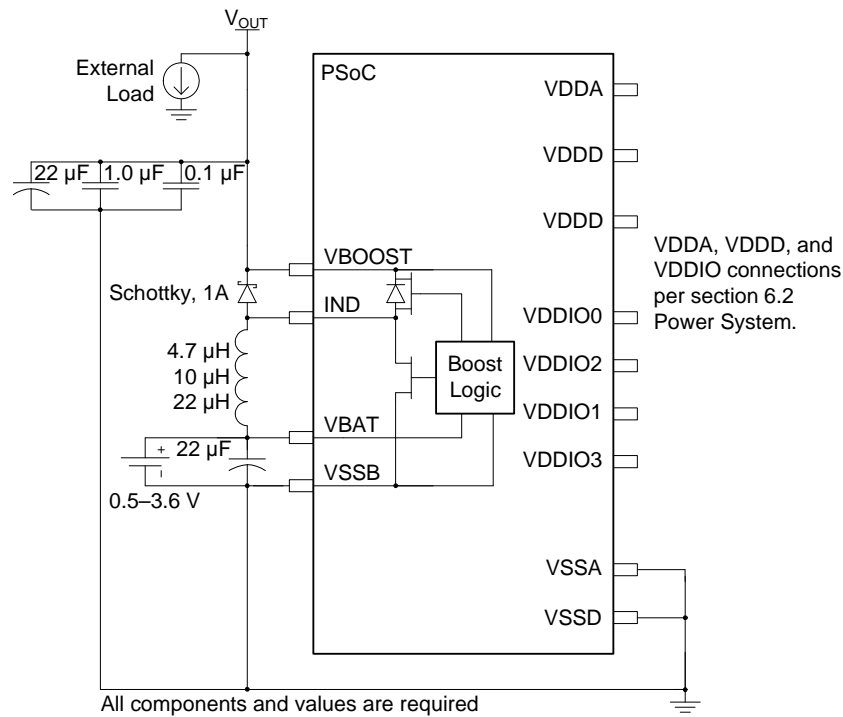 VOUT
External
Load
PSoC
VDDA
VDDD
VDDD
22 µF 1.0 µF 0.1 µF
VDDA, VDDD, and
VDDIO connections
per section 6.2
Power System.
VBOOST
Schottky, 1A
IND
VDDIO0
4.7 µH
10 µH
22 µH
Boost
Logic
VDDIO2
VDDIO1
VBAT
22 µF
+
VDDIO3
VSSB
–
0.5–3.6 V
VSSA
VSSD
All components and values are required